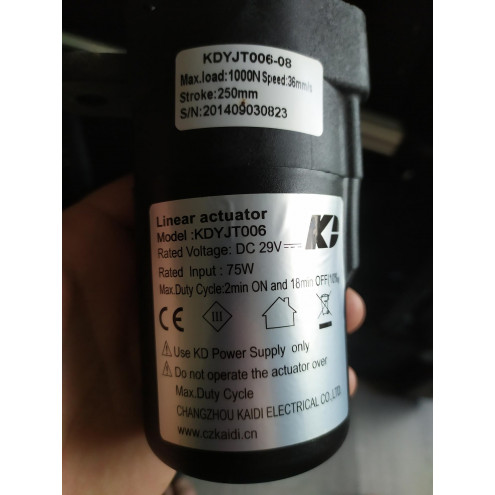 KDYJT006-08
Max.load:1000N Speed:36mm/s
Stroke:250mm
S/N:201409030823
Linear actuator
Model :KDYJT006
KD
Rated Voltage: DC 29V
Rated Input : 75W
Max.Duty Cycle:2min ON and 18min OFF(10%)
CE
III
Use KD Power Supply only
Do not operate the actuator over
Max.Duty Cycle
CHANGZHOU KAIDI ELECTRICAL CO.,LTD.
www.czkaidi.cn